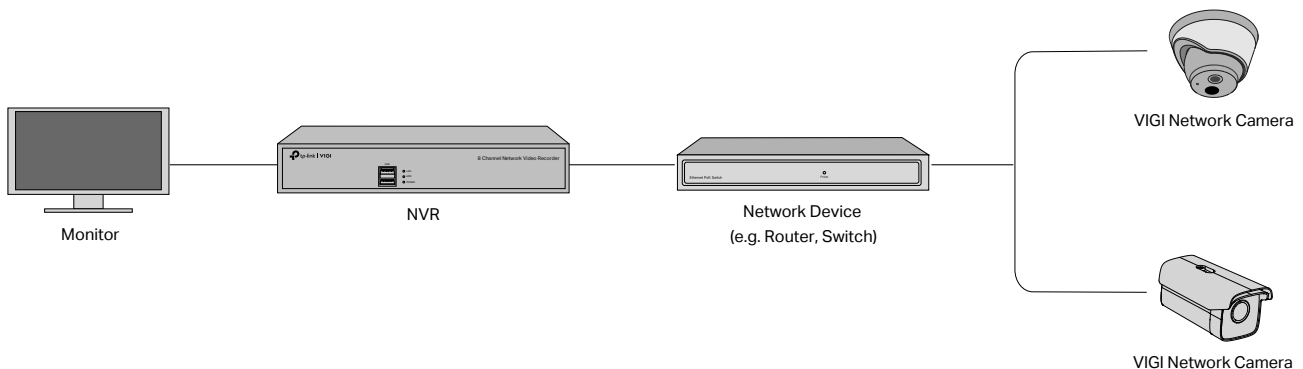 VIGI Network Camera
tp-link | VIGI
8 Channel Network Video Recorder
Ethernet PoE Switch
Power
NVR
Network Device
(e.g. Router, Switch)
Monitor
VIGI Network Camera